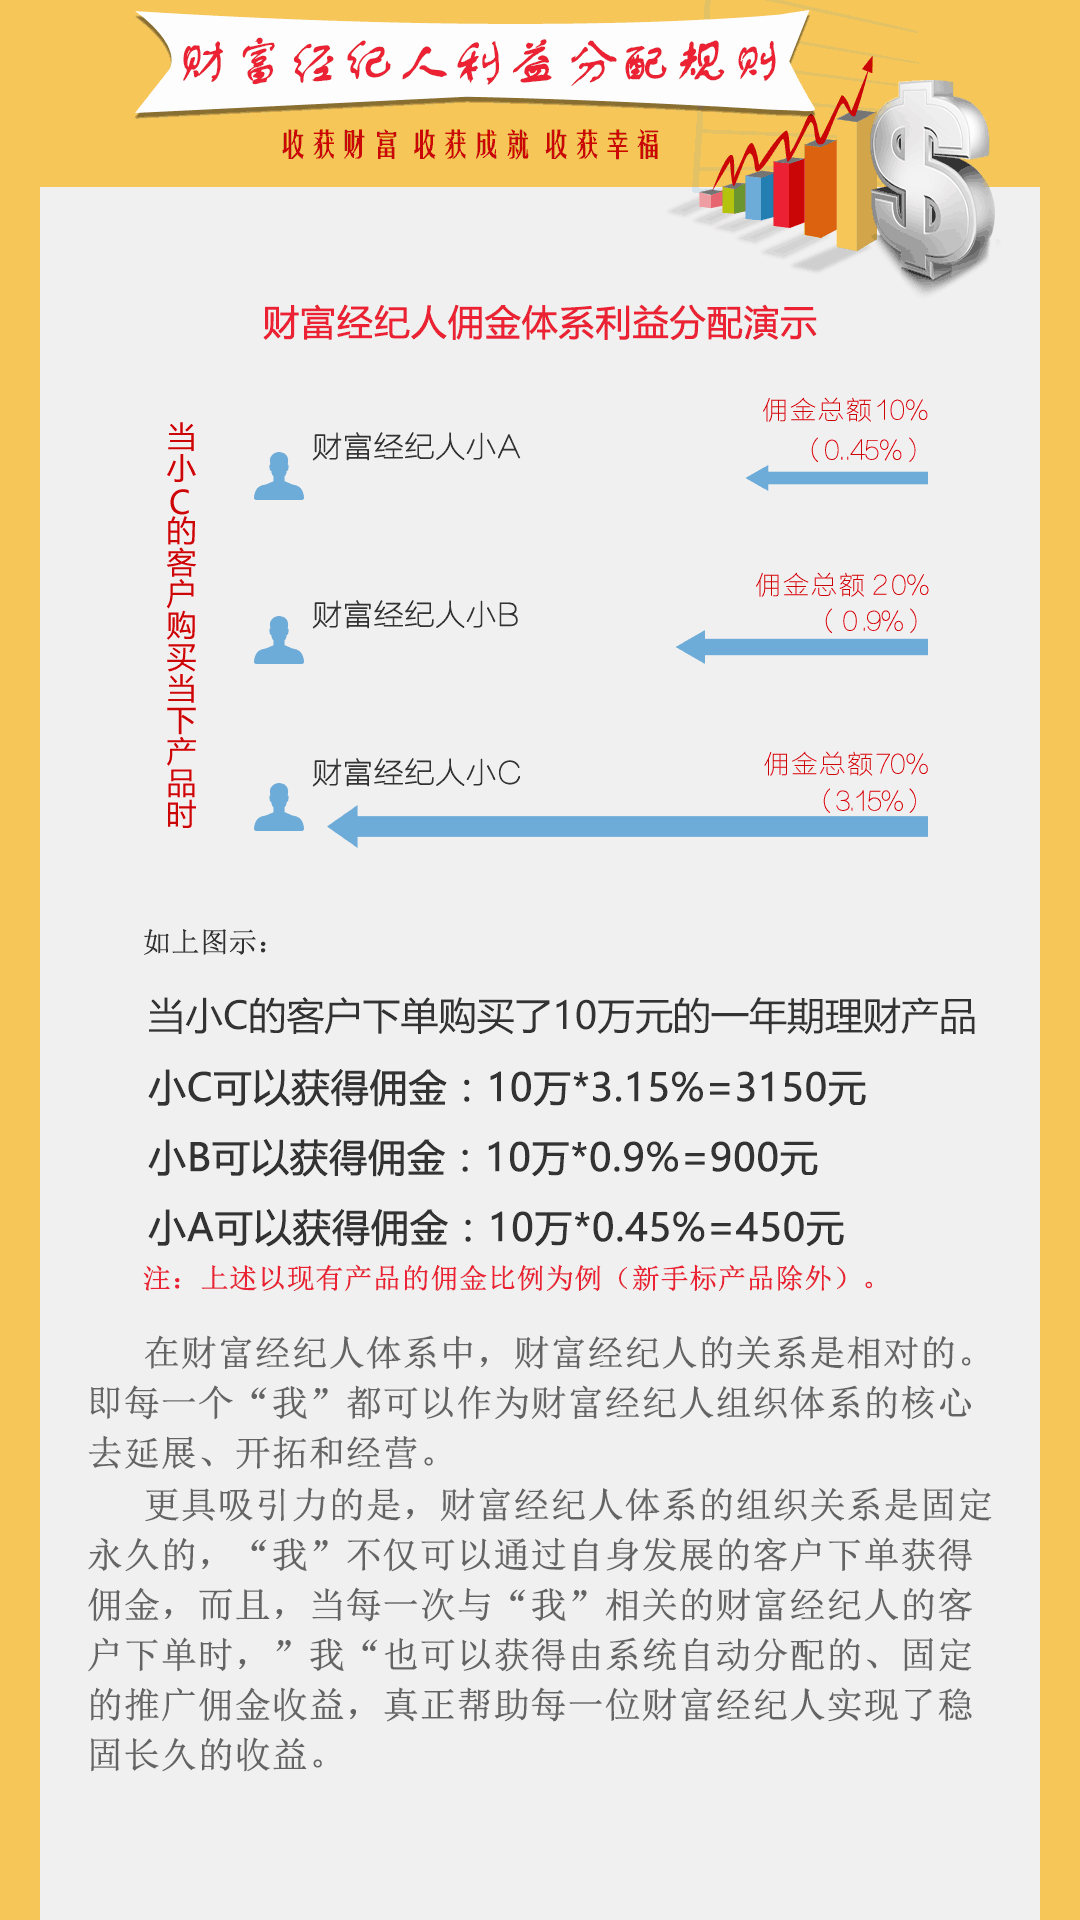 财富经纪人利益分配规则
收获财富 收获成就 收获幸福
财富经纪人佣金体系利益分配演示
当小C的客户购买当下产品时
财富经纪人小A
佣金总额10%
（0..45%）
财富经纪人小B
佣金总额 20%
（ 0.9%）
财富经纪人小C
佣金总额70%
（3.15%）
如上图示：
当小C的客户下单购买了10万元的一年期理财产品
小C可以获得佣金：10万*3.15%=3150元
小B可以获得佣金：10万*0.9%=900元
小A可以获得佣金：10万*0.45%=450元
注：上述以现有产品的佣金比例为例（新手标产品除外）。
在财富经纪人体系中，财富经纪人的关系是相对的。
即每一个“我”都可以作为财富经纪人组织体系的核心
去延展、开拓和经营。
更具吸引力的是，财富经纪人体系的组织关系是固定
永久的，“我”不仅可以通过自身发展的客户下单获得
佣金，而且，当每一次与“我”相关的财富经纪人的客
户下单时，”我“也可以获得由系统自动分配的、固定
的推广佣金收益，真正帮助每一位财富经纪人实现了稳
固长久的收益。